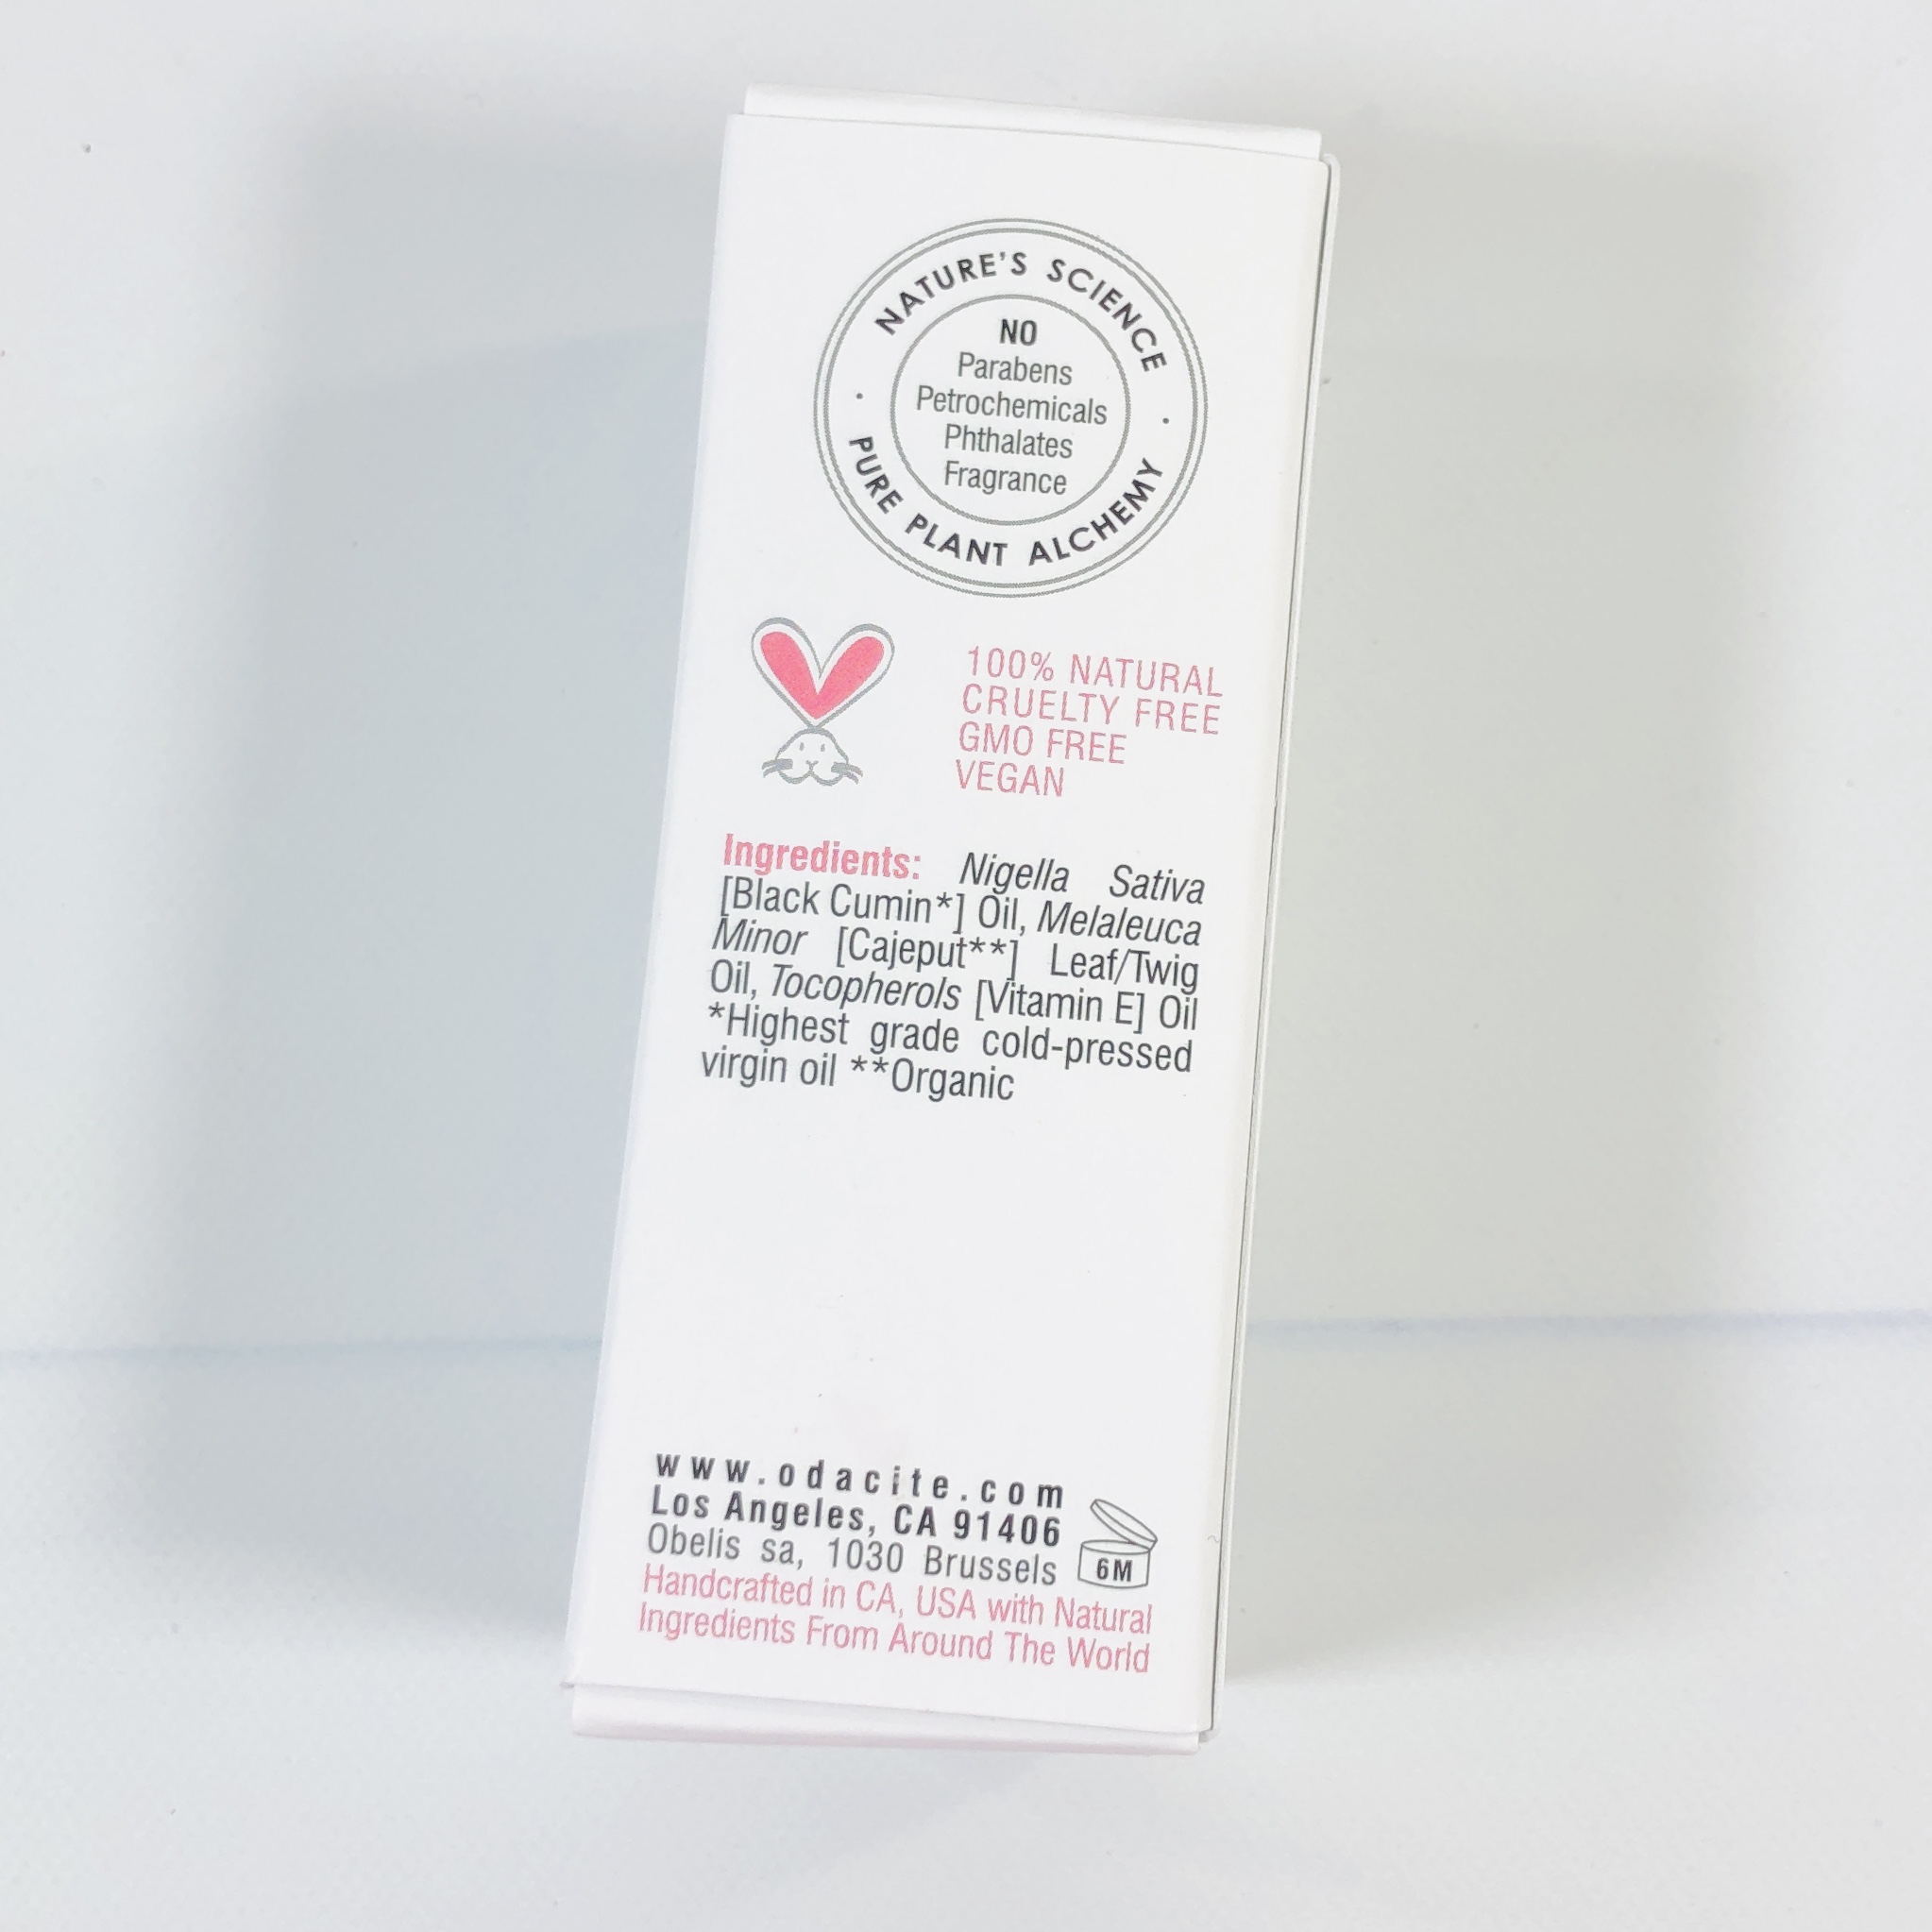 NATURE'S SCIENCE
NO
Parabens
Petrochemicals
Phthalates
Fragrance
PURE PLANT ALCHEMY
100% NATURAL
CRUELTY FREE
GMO FREE
VEGAN
Ingredients: Nigella Sativa
[Black Cumin*] Oil, Melaleuca
Minor [Cajeput**] Leaf/Twig
Oil, Tocopherols [Vitamin E] Oil
*Highest grade cold-pressed
virgin oil **Organic
www.odacite.com
Los Angeles, CA 91406
Obelis sa, 1030 Brussels
6M
Handcrafted in CA, USA with Natural
Ingredients From Around The World